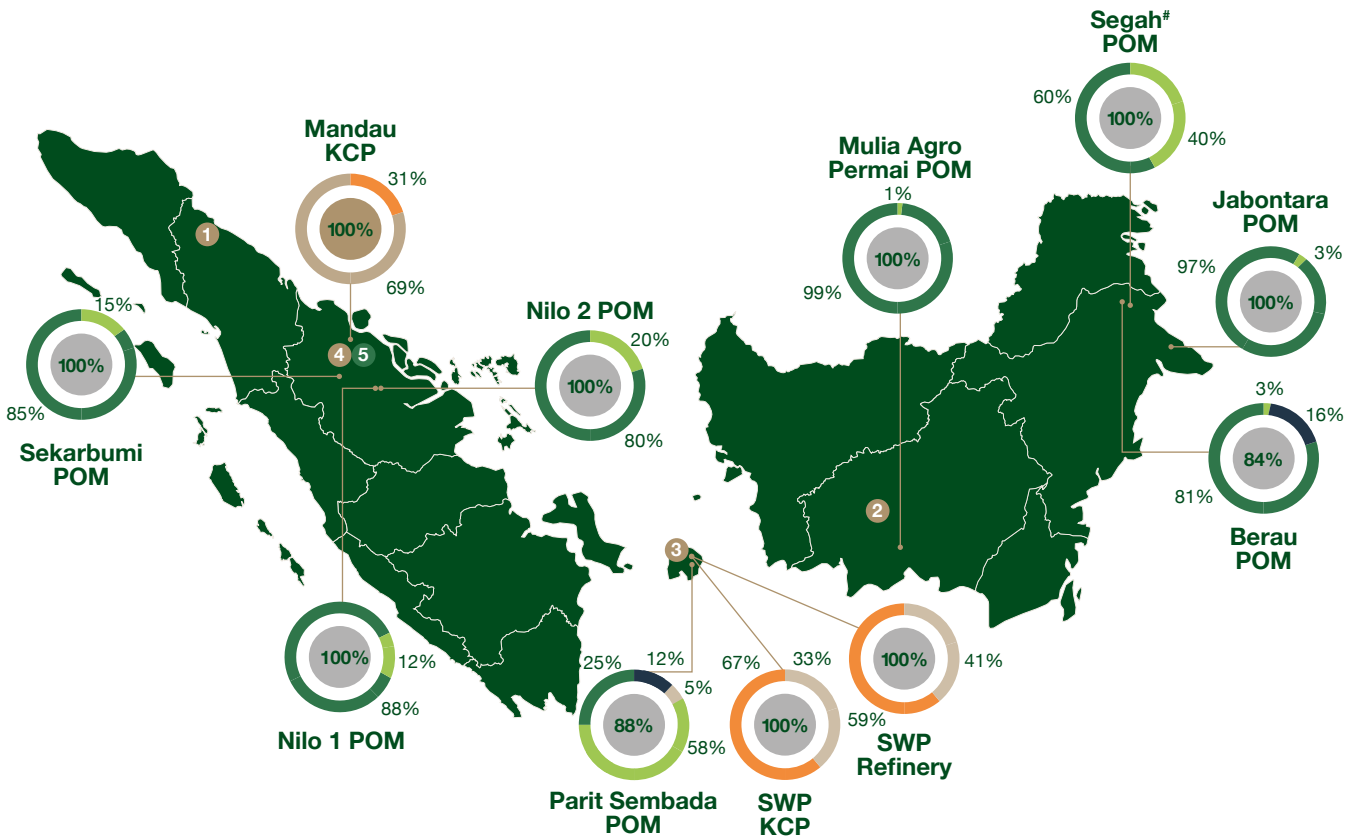 Segah#
POM
60%
100%
40%
Mandau
KCP
31%
100%
69%
Mulia Agro
Permai POM
1%
100%
99%
Jabontara
POM
97%
3%
100%
1
15%
100%
85%
Sekarbumi
POM
4
5
Nilo 2 POM
20%
100%
80%
3%
16%
84%
81%
Berau
POM
2
3
100%
12%
88%
Nilo 1 POM
25%
12%
5%
88%
58%
Parit Sembada
POM
67%
33%
100%
SWP
KCP
100%
41%
59%
SWP
Refinery